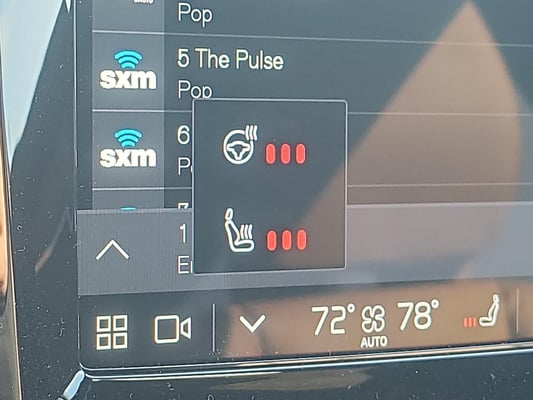 Pop
sxm
5 The Pulse
Pop
sxm
6
P
1
E
72° 78°
AUTO